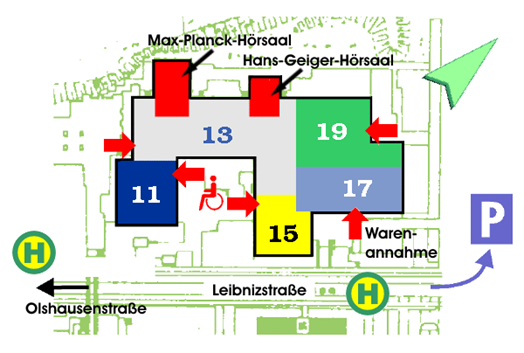 Max-Planck-Hörsaal
Hans-Geiger-Hörsaal
13
19
11
17
15
P
Waren-
annahme
H
Leibnizstraße
H
Olshausenstraße